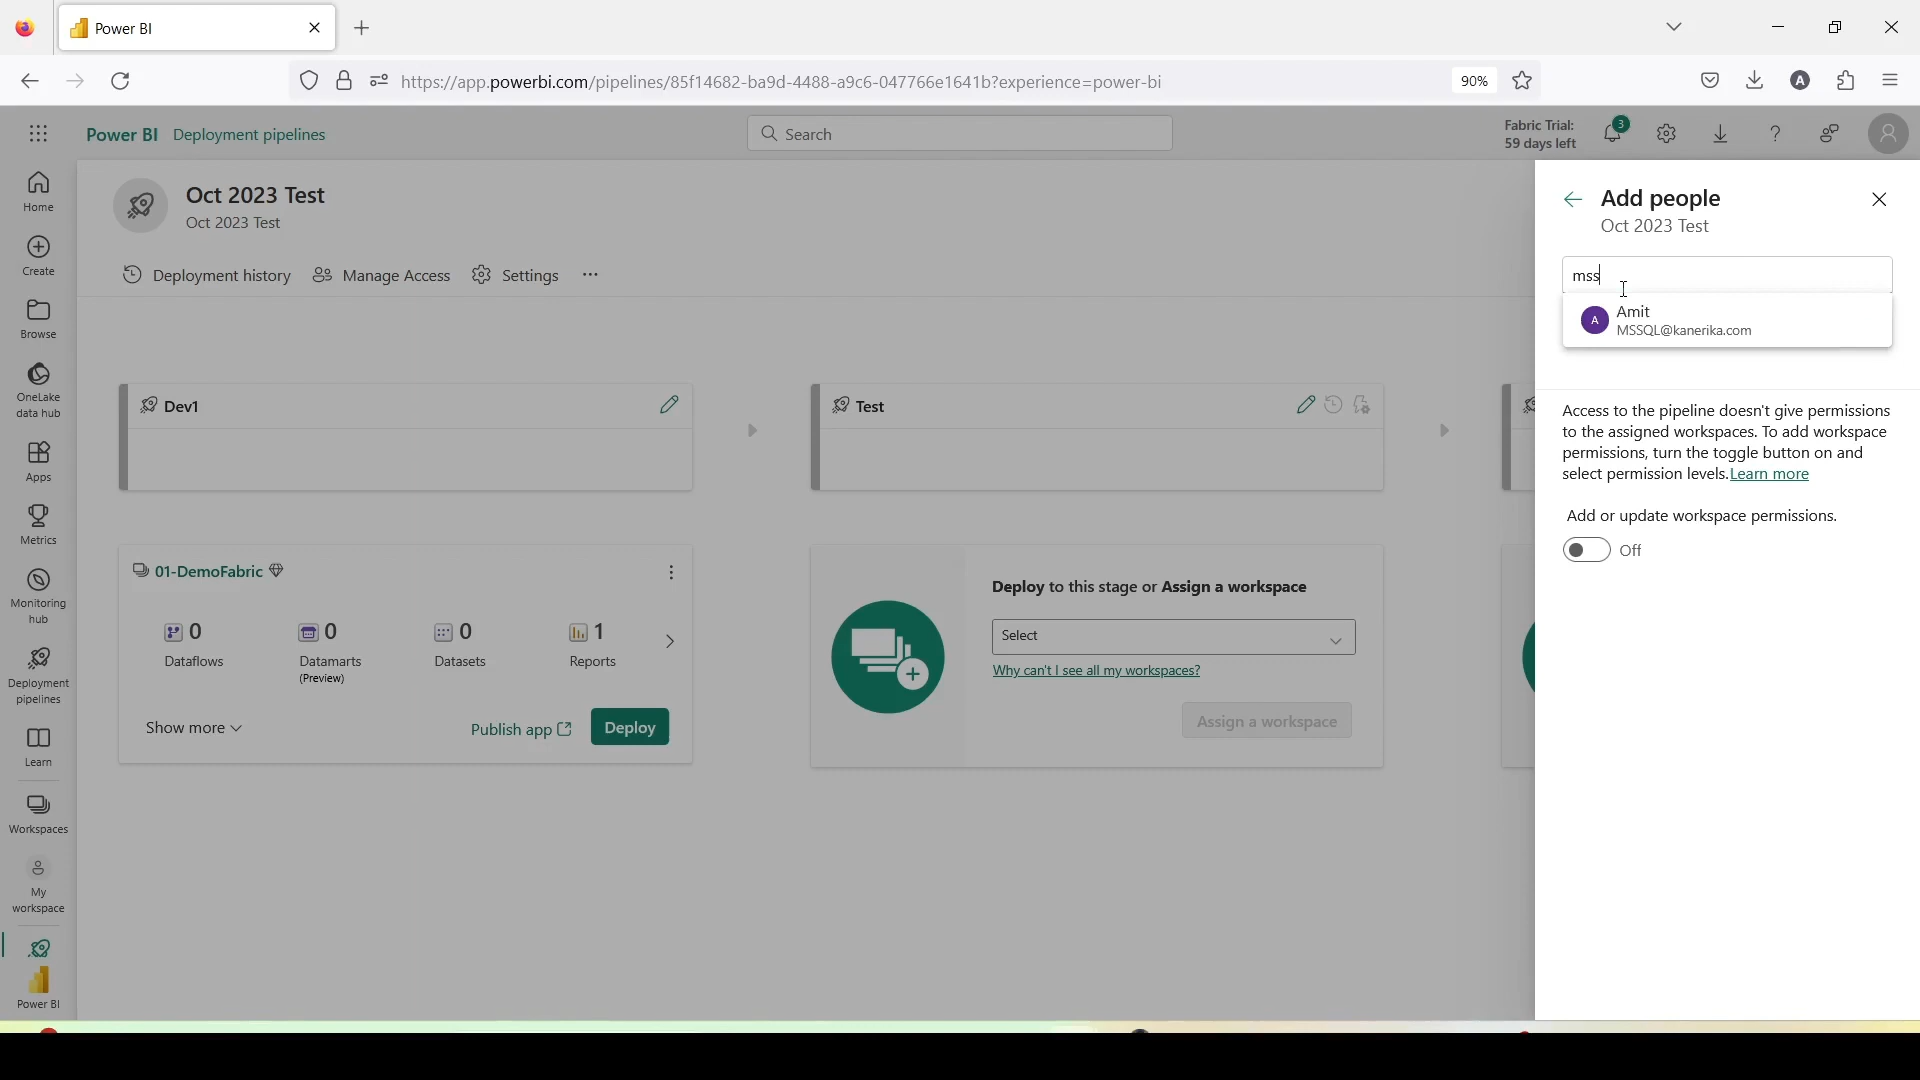 Power BI
https://app.powerbi.com/pipelines/85f14682-ba9d-4488-a9c6-047766e1641b?experience=power-bi
90%
A
Power BI
Deployment pipelines
Search
Fabric Trial:
59 days left
3
?
Home
Create
Browse
OneLake
data hub
Apps
Metrics
Monitoring
hub
Deployment
pipelines
Learn
Workspaces
My
workspace
Power BI
Oct 2023 Test
Oct 2023 Test
Deployment history
Manage Access
Settings
Dev1
Test
01-DemoFabric
0
Dataflows
0
Datamarts
(Preview)
0
Datasets
1
Reports
Show more
Publish app
Deploy
Deploy to this stage or Assign a workspace
Select
Why can't I see all my workspaces?
Assign a workspace
Add people
Oct 2023 Test
mss
A
Amit
MSSQL@kanerika.com
Access to the pipeline doesn't give permissions
to the assigned workspaces. To add workspace
permissions, turn the toggle button on and
select permission levels.Learn more
Add or update workspace permissions.
Off